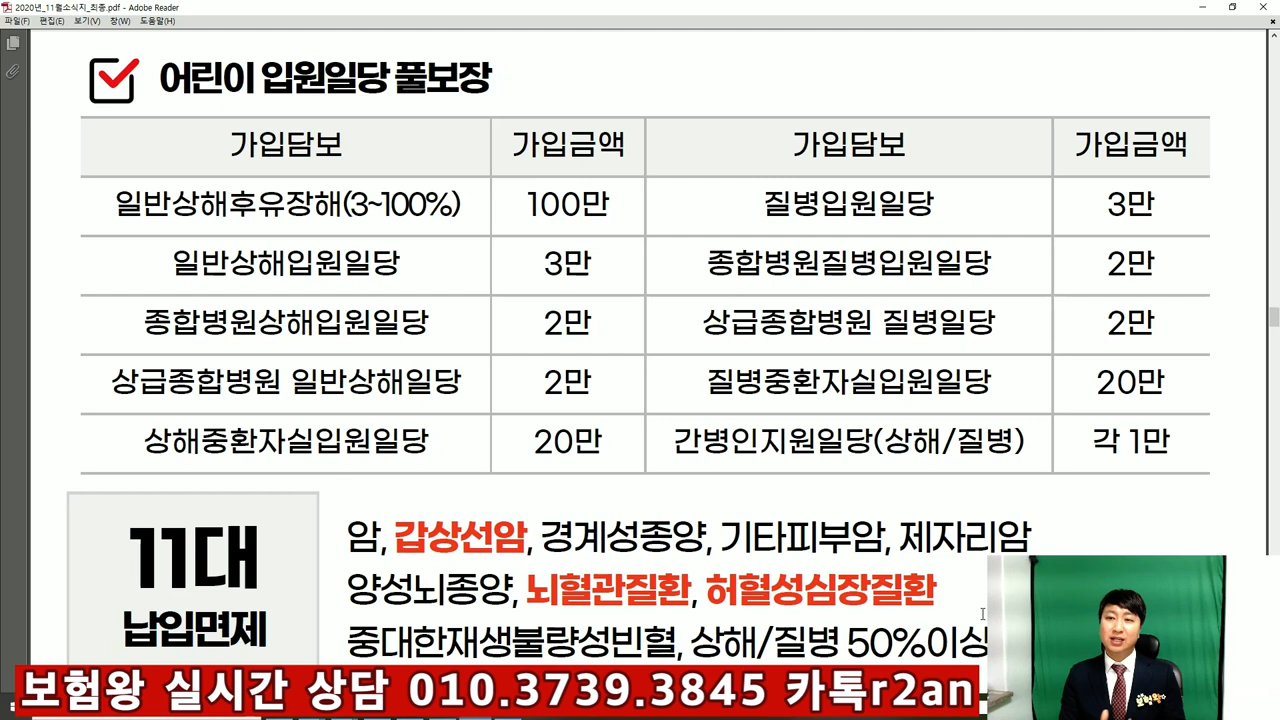 2020년_11월소식지_최종.pdf - Adobe Reader
파일(F) 편집(E) 보기(V) 창(W) 도움말(H)
어린이 입원일당 풀보장
가입담보 가입금액 가입담보 가입금액
일반상해후유장해(3~100%) 100만 질병입원일당 3만
일반상해입원일당 3만 종합병원질병입원일당 2만
종합병원상해입원일당 2만 상급종합병원 질병일당 2만
상급종합병원 일반상해일당 2만 질병중환자실입원일당 20만
상해중환자실입원일당 20만 간병인지원일당(상해/질병) 각 1만
11대
납입면제
암, 갑상선암, 경계성종양, 기타피부암, 제자리암
양성뇌종양, 뇌혈관질환, 허혈성심장질환
중대한재생불량성빈혈, 상해/질병 50%이상
보험왕 실시간 상담 010.3739.3845 카톡r2an
보험왕